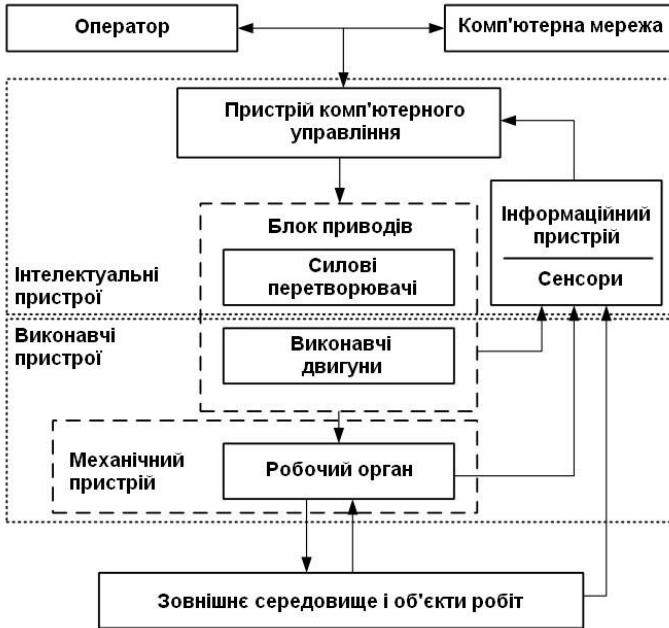 Оператор
Комп'ютерна мережа
Пристрій комп'ютерного
управління
Блок приводів
Інформаційний
пристрій
Сенсори
Силові
перетворювачі
Інтелектуальні
пристрої
Виконавчі
пристрої
Виконавчі
двигуни
Механічний
пристрій
Робочий орган
Зовнішнє середовище і об'єкти робіт